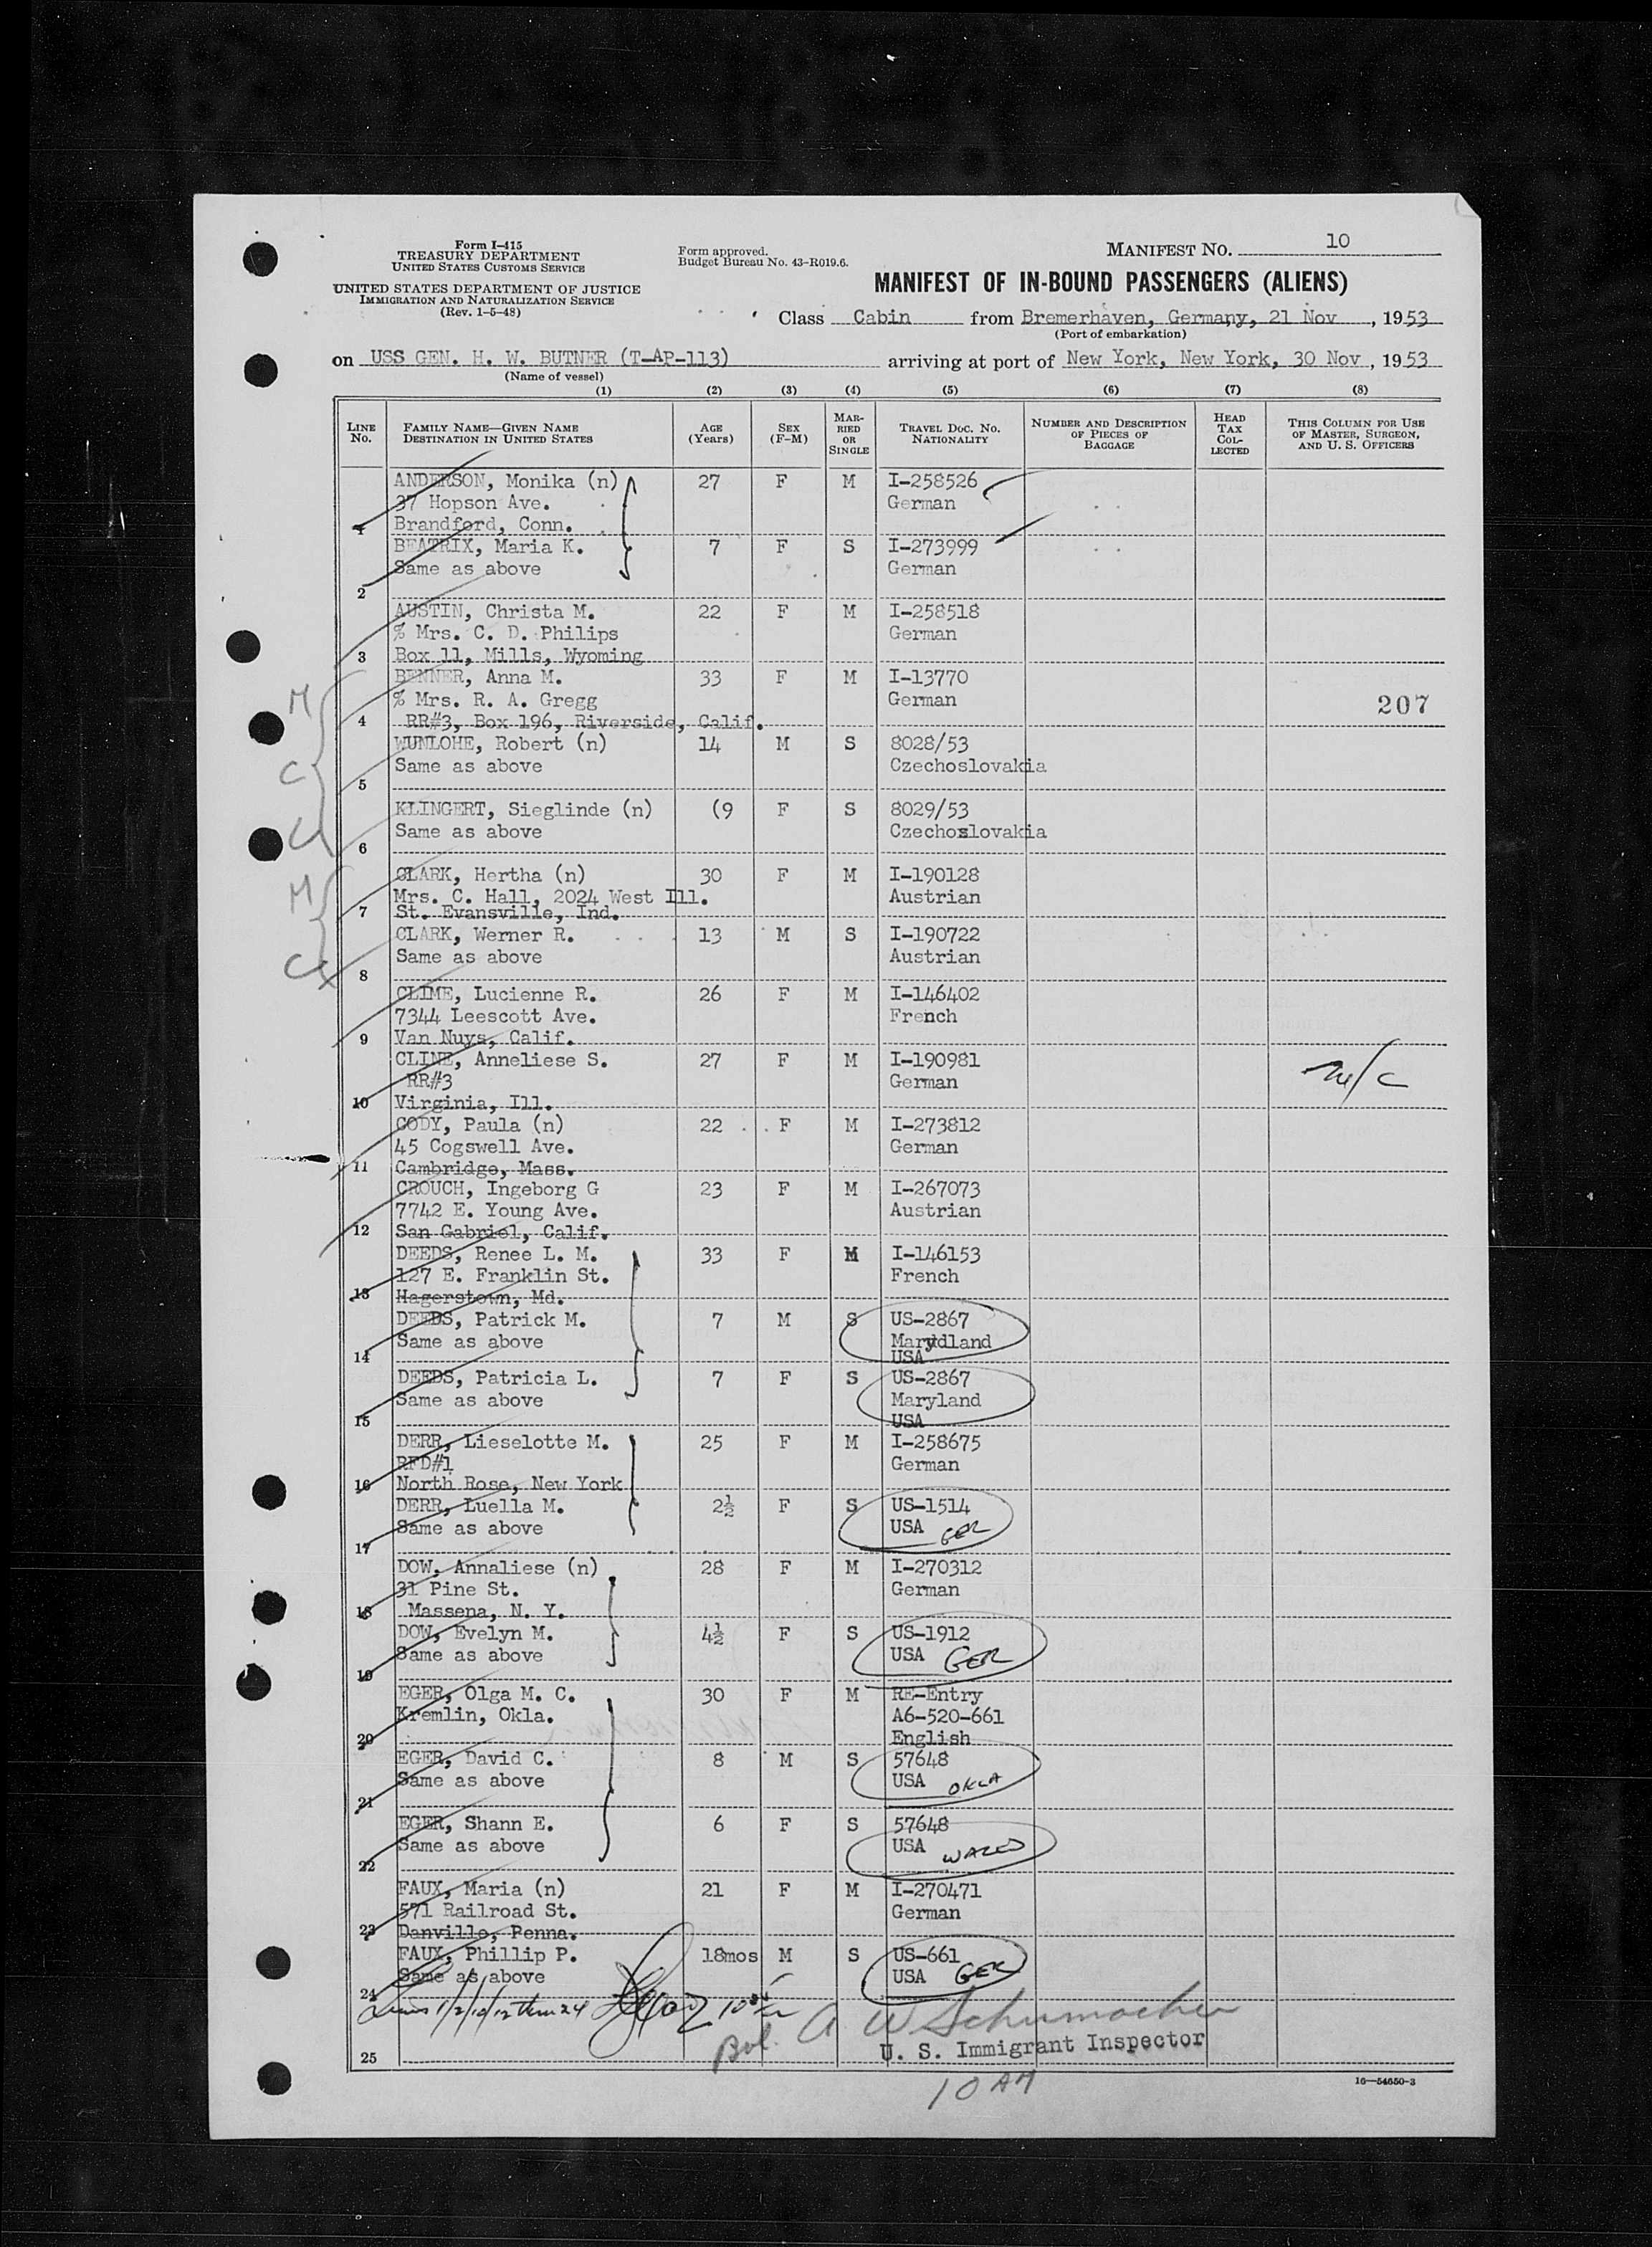 Form I-415
TREASURY DEPARTMENT
UNITED STATES CUSTOMS SERVICE
UNITED STATES DEPARTMENT OF JUSTICE
IMMIGRATION AND NATURALIZATION SERVICE
(Rev. 1-5-48)
Form approved.
Budget Bureau No. 43-R019.6.
MANIFEST NO. 10
MANIFEST OF IN-BOUND PASSENGERS (ALIENS)
Class Cabin from Bremerhaven, Germany, 21 Nov, 1953
(Port of embarkation)
on USS GEN. H. W. BUTNER (T-AP-113) arriving at port of New York, New York, 30 Nov, 1953
(Name of vessel)
(1) (2) (3) (4) (5) (6) (7) (8)
LINE No. FAMILY NAME—GIVEN NAME DESTINATION IN UNITED STATES AGE (Years) SEX (F-M) MARRIED OR SINGLE TRAVEL DOC. NO. NATIONALITY NUMBER AND DESCRIPTION OF PIECES OF BAGGAGE HEAD TAX COLLECTED THIS COLUMN FOR USE OF MASTER, SURGEON, AND U. S. OFFICERS
ANDERSON, Monika (n) 27 F M I-258526
37 Hopson Ave. German
1 Brandford, Conn.
BEATRIX, Maria K. 7 F S I-273999
Same as above German
2
AUSTIN, Christa M. 22 F M I-258518
% Mrs. C. D. Philips German
3 Box 11, Mills, Wyoming
BENNER, Anna M. 33 F M I-13770
M % Mrs. R. A. Gregg German 207
4 RR#3, Box 196, Riverside, Calif.
WUNLOHE, Robert (n) 14 M S 8028/53
C Same as above Czechoslovakia
5
KLINGERT, Sieglinde (n) (9 F S 8029/53
C Same as above Czechoslovakia
6
CLARK, Hertha (n) 30 F M I-190128
M Mrs. C. Hall, 2024 West Ill. Austrian
7 St. Evansville, Ind.
CLARK, Werner R. 13 M S I-190722
C Same as above Austrian
8
CLIME, Lucienne R. 26 F M I-146402
7344 Leescott Ave. French
9 Van Nuys, Calif.
CLINE, Anneliese S. 27 F M I-190981
RR#3 German
10 Virginia, Ill.
CODY, Paula (n) 22 F M I-273812
45 Cogswell Ave. German
11 Cambridge, Mass.
CROUCH, Ingeborg G 23 F M I-267073
7742 E. Young Ave. Austrian
12 San Gabriel, Calif.
DEEDS, Renee L. M. 33 F M I-146153
127 E. Franklin St. French
13 Hagerstown, Md.
DEEDS, Patrick M. 7 M S US-2867
Same as above Maryland
14 USA
DEEDS, Patricia L. 7 F S US-2867
Same as above Maryland
15 USA
DERR, Lieselotte M. 25 F M I-258675
RFD#1 German
16 North Rose, New York
DERR, Luella M. 2½ F S US-1514
Same as above USA GER
17
DOW, Annaliese (n) 28 F M I-270312
31 Pine St. German
18 Massena, N. Y.
DOW, Evelyn M. 4½ F S US-1912
Same as above USA GER
19
EGER, Olga M. C. 30 F M RE-Entry
Kremlin, Okla. A6-520-661
20 English
EGER, David C. 8 M S 57648
Same as above USA OKLA
21
EGER, Shann E. 6 F S 57648
Same as above USA WALES
22
FAUX, Maria (n) 21 F M I-270471
571 Railroad St. German
23 Danville, Penna.
FAUX, Phillip P. 18mos M S US-661
Same as above USA GER
24
A. W Schumacher
U. S. Immigrant Inspector
25
10 AM
16—54650-3